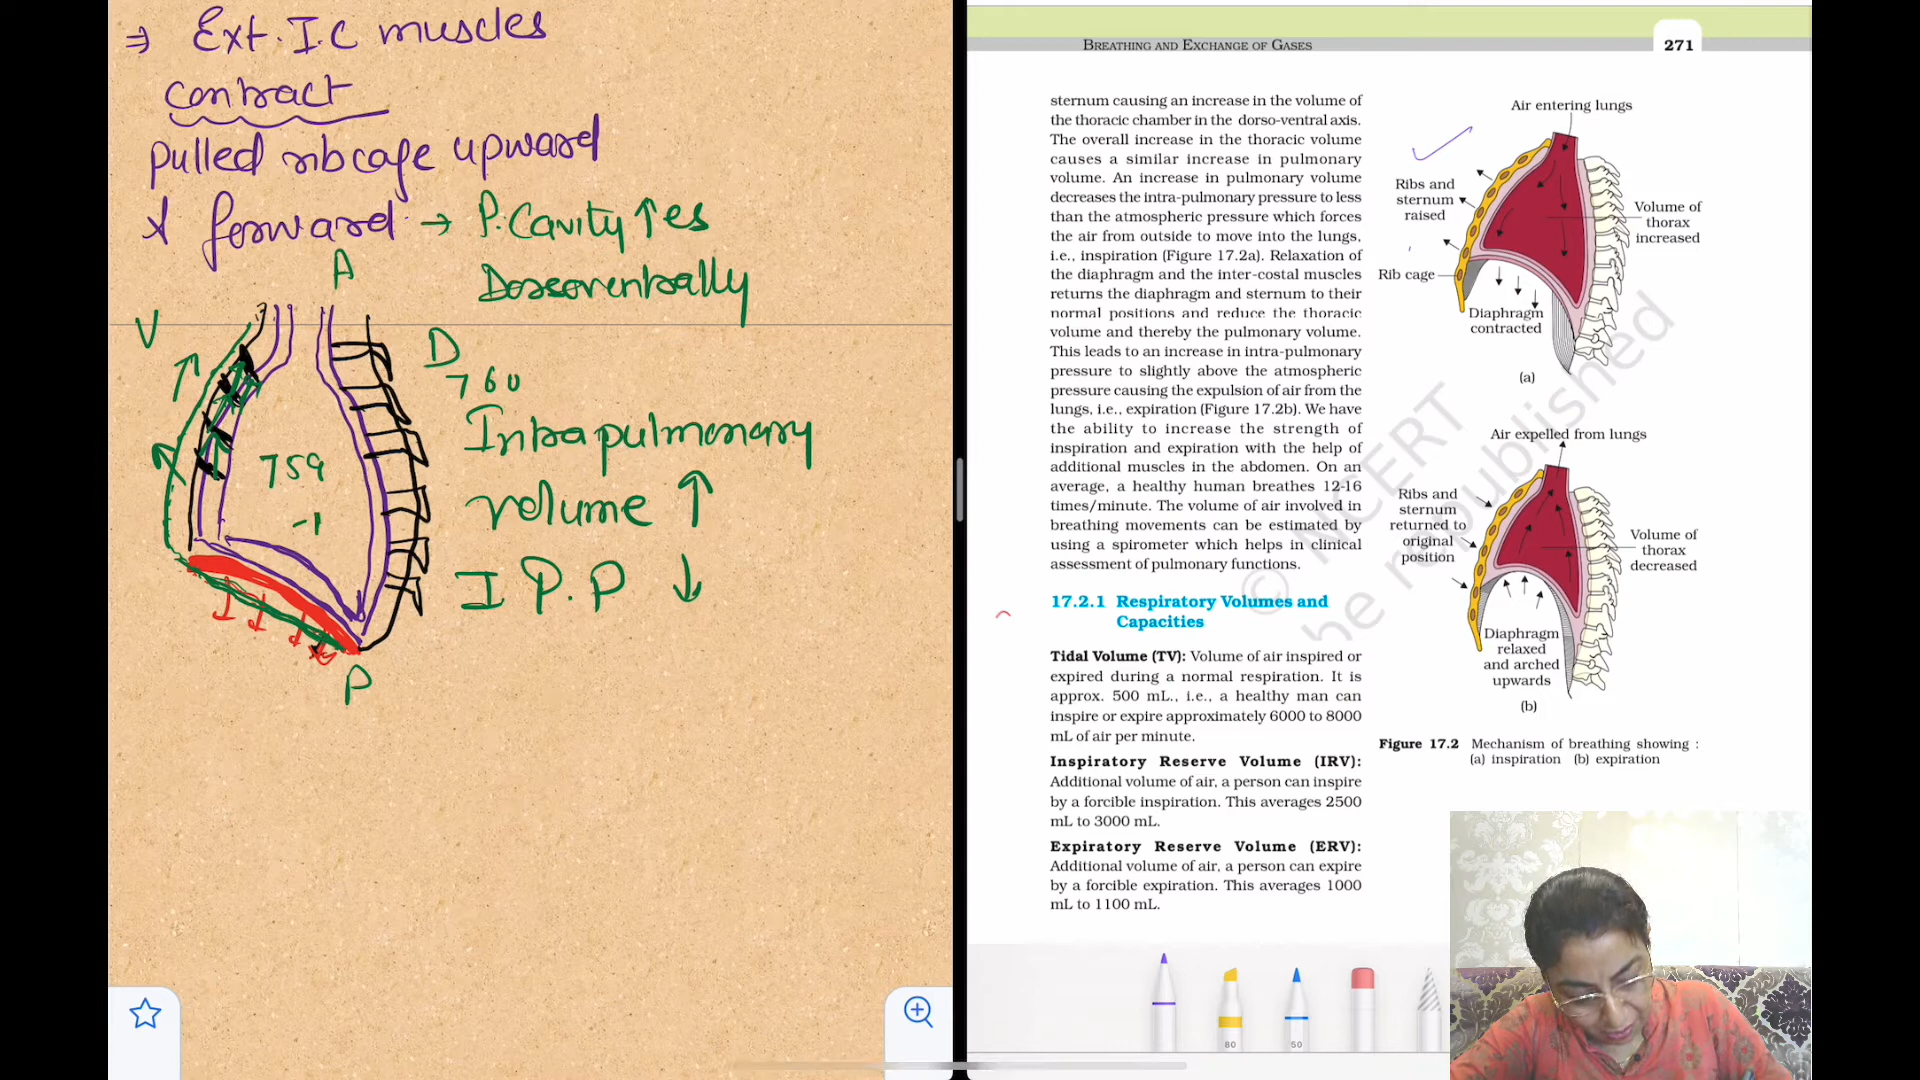 ⇒ Ext. I.C muscles
contract
Pulled ribcage upward
& forward → P. Cavity ↑es
A
V
D
760
Intrapulmonary
759
-1
volume ↑
I P.P ↓
P
BREATHING AND EXCHANGE OF GASES
271
sternum causing an increase in the volume of
the thoracic chamber in the dorso-ventral axis.
The overall increase in the thoracic volume
causes a similar increase in pulmonary
volume. An increase in pulmonary volume
decreases the intra-pulmonary pressure to less
than the atmospheric pressure which forces
the air from outside to move into the lungs,
i.e., inspiration (Figure 17.2a). Relaxation of
the diaphragm and the inter-costal muscles
returns the diaphragm and sternum to their
normal positions and reduce the thoracic
volume and thereby the pulmonary volume.
This leads to an increase in intra-pulmonary
pressure to slightly above the atmospheric
pressure causing the expulsion of air from the
lungs, i.e., expiration (Figure 17.2b). We have
the ability to increase the strength of
inspiration and expiration with the help of
additional muscles in the abdomen. On an
average, a healthy human breathes 12-16
times/minute. The volume of air involved in
breathing movements can be estimated by
using a spirometer which helps in clinical
assessment of pulmonary functions.
17.2.1 Respiratory Volumes and
Capacities
Tidal Volume (TV): Volume of air inspired or
expired during a normal respiration. It is
approx. 500 mL., i.e., a healthy man can
inspire or expire approximately 6000 to 8000
mL of air per minute.
Inspiratory Reserve Volume (IRV):
Additional volume of air, a person can inspire
by a forcible inspiration. This averages 2500
mL to 3000 mL.
Expiratory Reserve Volume (ERV):
Additional volume of air, a person can expire
by a forcible expiration. This averages 1000
mL to 1100 mL.
Air entering lungs
Ribs and
sternum
raised
Volume of
thorax
increased
Rib cage
Diaphragm
contracted
(a)
Air expelled from lungs
Ribs and
sternum
returned to
original
position
Volume of
thorax
decreased
Diaphragm
relaxed
and arched
upwards
(b)
Figure 17.2 Mechanism of breathing showing :
(a) inspiration (b) expiration
© NCERT
be republished
80
50